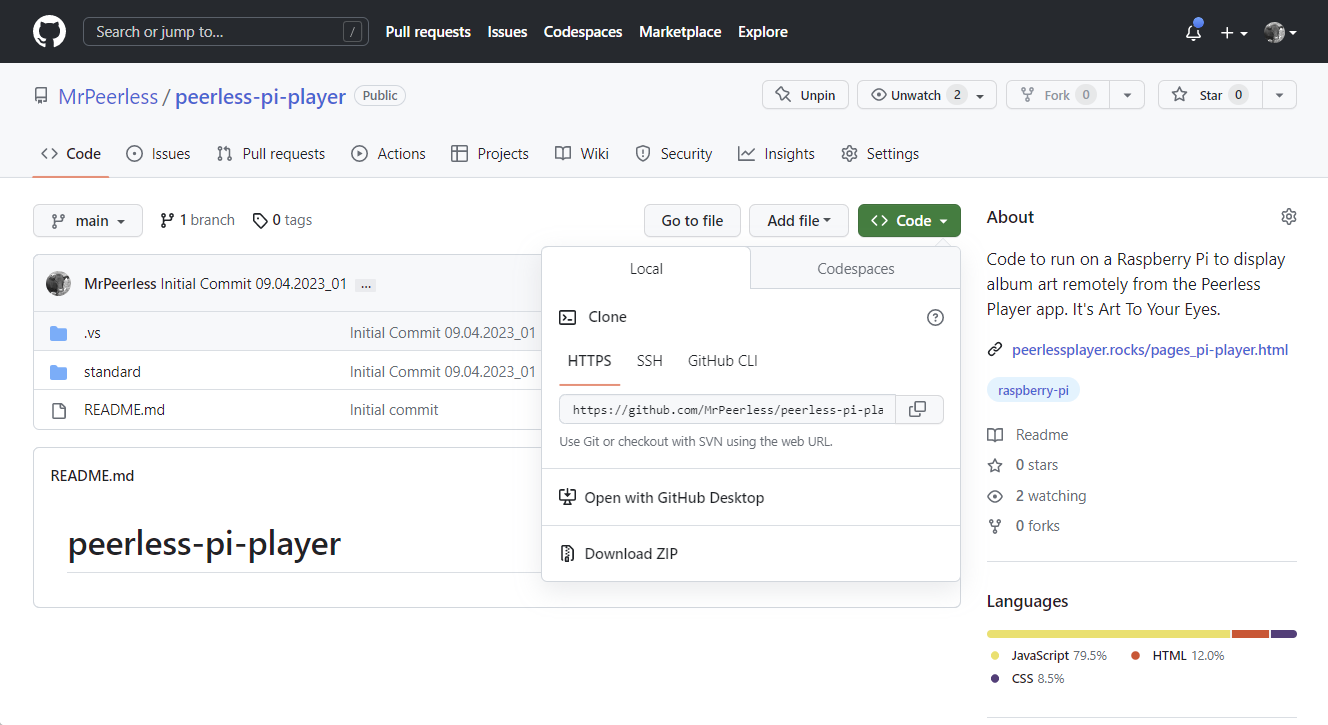 Search or jump to... /
Pull requests Issues Codespaces Marketplace Explore
MrPeerless / peerless-pi-player Public
Unpin Unwatch 2 Fork 0 Star 0
Code Issues Pull requests Actions Projects Wiki Security Insights Settings
main 1 branch 0 tags Go to file Add file Code
MrPeerless Initial Commit 09.04.2023_01 ...
.vs Initial Commit 09.04.2023_01
standard Initial Commit 09.04.2023_01
README.md Initial commit
README.md
peerless-pi-player
Local Codespaces
Clone
HTTPS SSH GitHub CLI
https://github.com/MrPeerless/peerless-pi-pla
Use Git or checkout with SVN using the web URL.
Open with GitHub Desktop
Download ZIP
About
Code to run on a Raspberry Pi to display
album art remotely from the Peerless
Player app. It's Art To Your Eyes.
peerlessplayer.rocks/pages_pi-player.html
raspberry-pi
Readme
0 stars
2 watching
0 forks
Languages
JavaScript 79.5% HTML 12.0%
CSS 8.5%